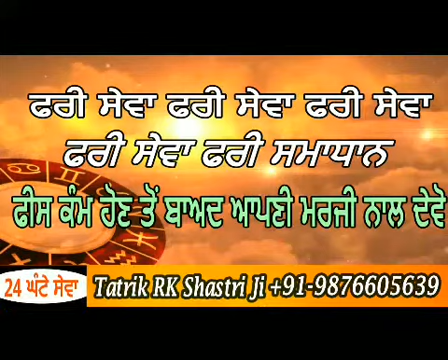 ਫਰੀ ਸੇਵਾ ਫਰੀ ਸੇਵਾ ਫਰੀ ਸੇਵਾ
ਫਰੀ ਸੇਵਾ ਫਰੀ ਸਮਾਧਾਨ
ਫੀਸ ਕੰਮ ਹੋਣ ਤੋਂ ਬਾਅਦ ਆਪਣੀ ਮਰਜੀ ਨਾਲ ਦੇਵੋ
24 ਘੰਟੇ ਸੇਵਾ Tatrik RK Shastri Ji +91-9876605639